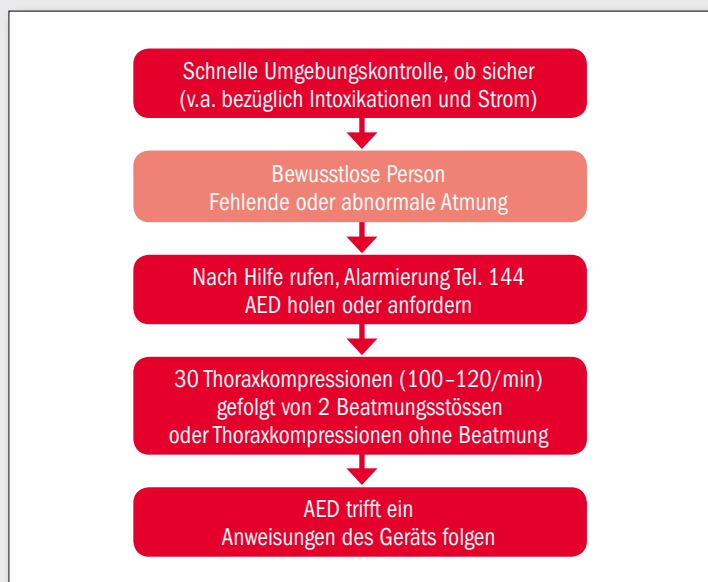 Schnelle Umgebungskontrolle, ob sicher
(v.a. bezüglich Intoxikationen und Strom)
Bewusstlose Person
Fehlende oder abnormale Atmung
Nach Hilfe rufen, Alarmierung Tel. 144
AED holen oder anfordern
30 Thoraxkompressionen (100–120/min)
gefolgt von 2 Beatmungsstössen
oder Thoraxkompressionen ohne Beatmung
AED trifft ein
Anweisungen des Geräts folgen